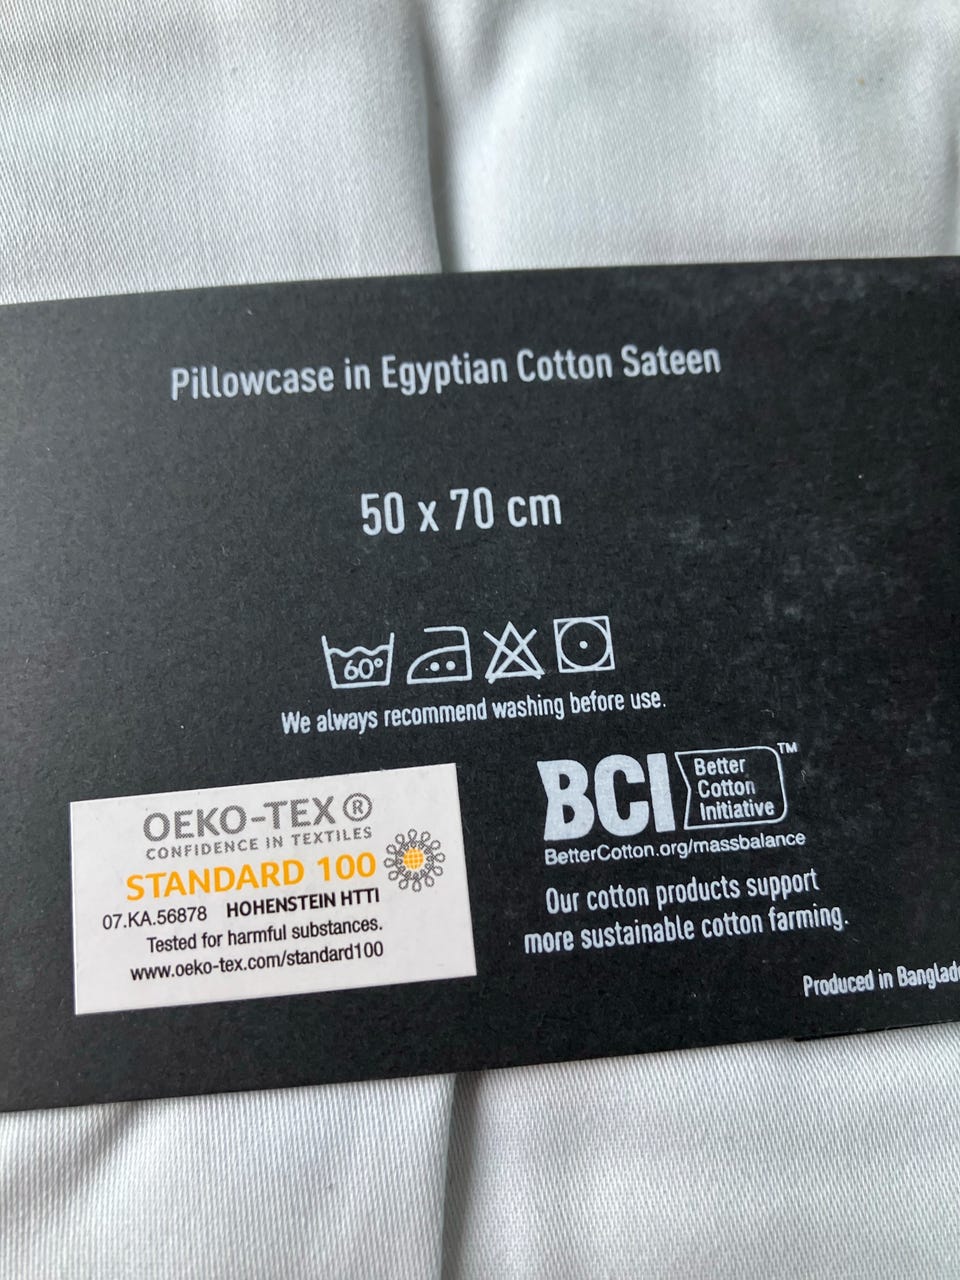 Pillowcase in Egyptian Cotton Sateen
50 x 70 cm
60°
We always recommend washing before use.
OEKO-TEX ®
CONFIDENCE IN TEXTILES
STANDARD 100
07.KA.56878 HOHENSTEIN HTTI
Tested for harmful substances.
www.oeko-tex.com/standard100
BCI Better Cotton Initiative ™
BetterCotton.org/massbalance
Our cotton products support
more sustainable cotton farming.
Produced in